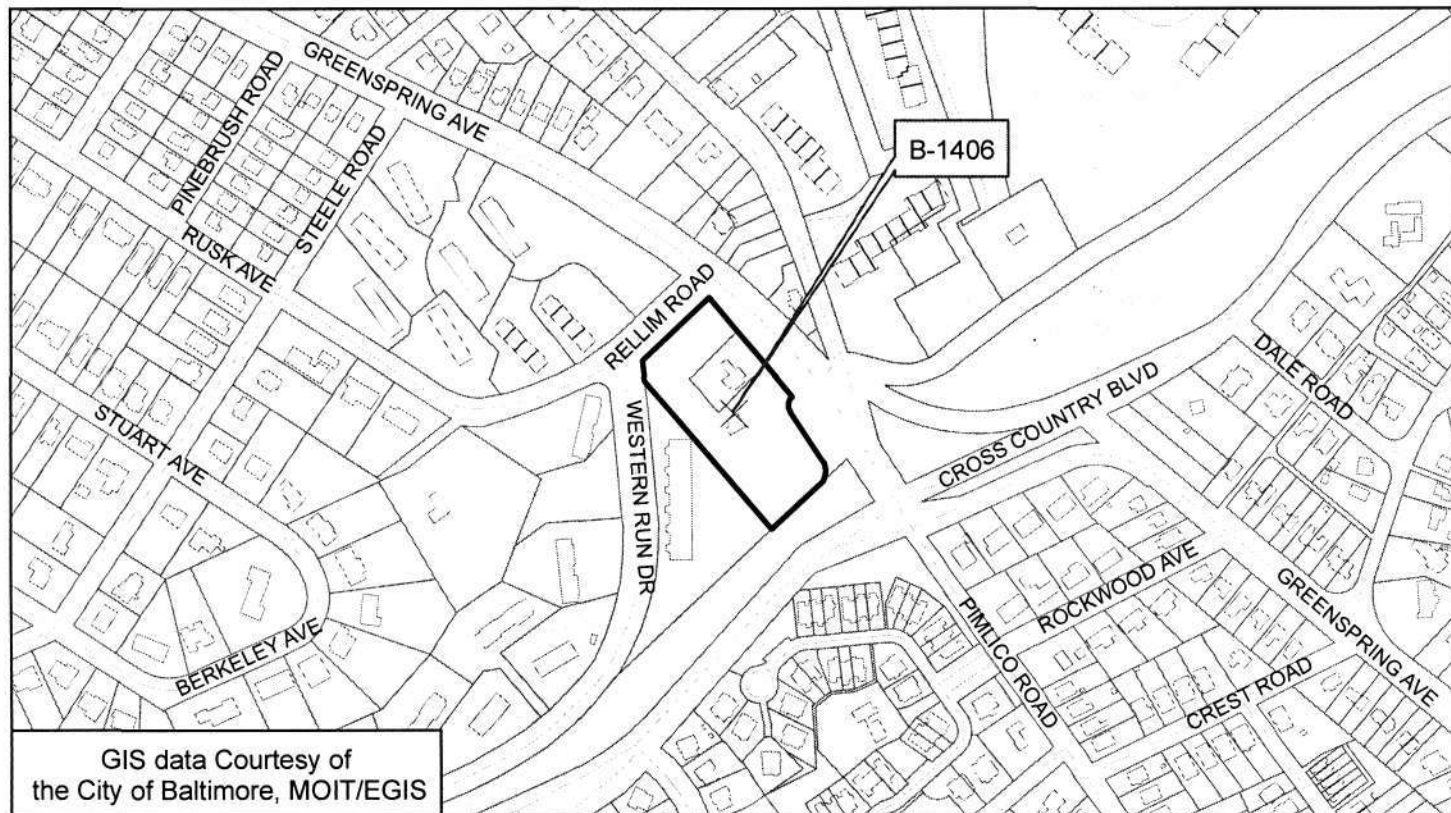 GREENSPRING AVE
PINEBRUSH ROAD
STEELE ROAD
B-1406
RUSK AVE
RELLIM ROAD
STUART AVE
WESTERN RUN DR
DALE ROAD
CROSS COUNTRY BLVD
ROCKWOOD AVE
PIMLICO ROAD
GREENSPRING AVE
BERKELEY AVE
CREST ROAD
GIS data Courtesy of
the City of Baltimore, MOIT/EGIS